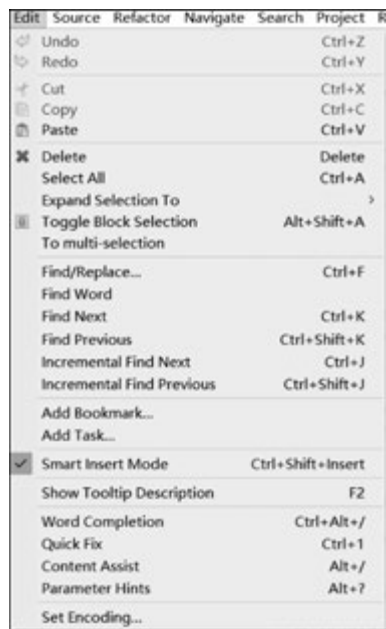 Edit Source Refactor Navigate Search Project
Undo Ctrl+Z
Redo Ctrl+Y
Cut Ctrl+X
Copy Ctrl+C
Paste Ctrl+V
Delete Delete
Select All Ctrl+A
Expand Selection To
Toggle Block Selection Alt+Shift+A
To multi-selection
Find/Replace... Ctrl+F
Find Word
Find Next Ctrl+K
Find Previous Ctrl+Shift+K
Incremental Find Next Ctrl+J
Incremental Find Previous Ctrl+Shift+J
Add Bookmark...
Add Task...
Smart Insert Mode Ctrl+Shift+Insert
Show Tooltip Description F2
Word Completion Ctrl+Alt+/
Quick Fix Ctrl+1
Content Assist Alt+/
Parameter Hints Alt+?
Set Encoding...